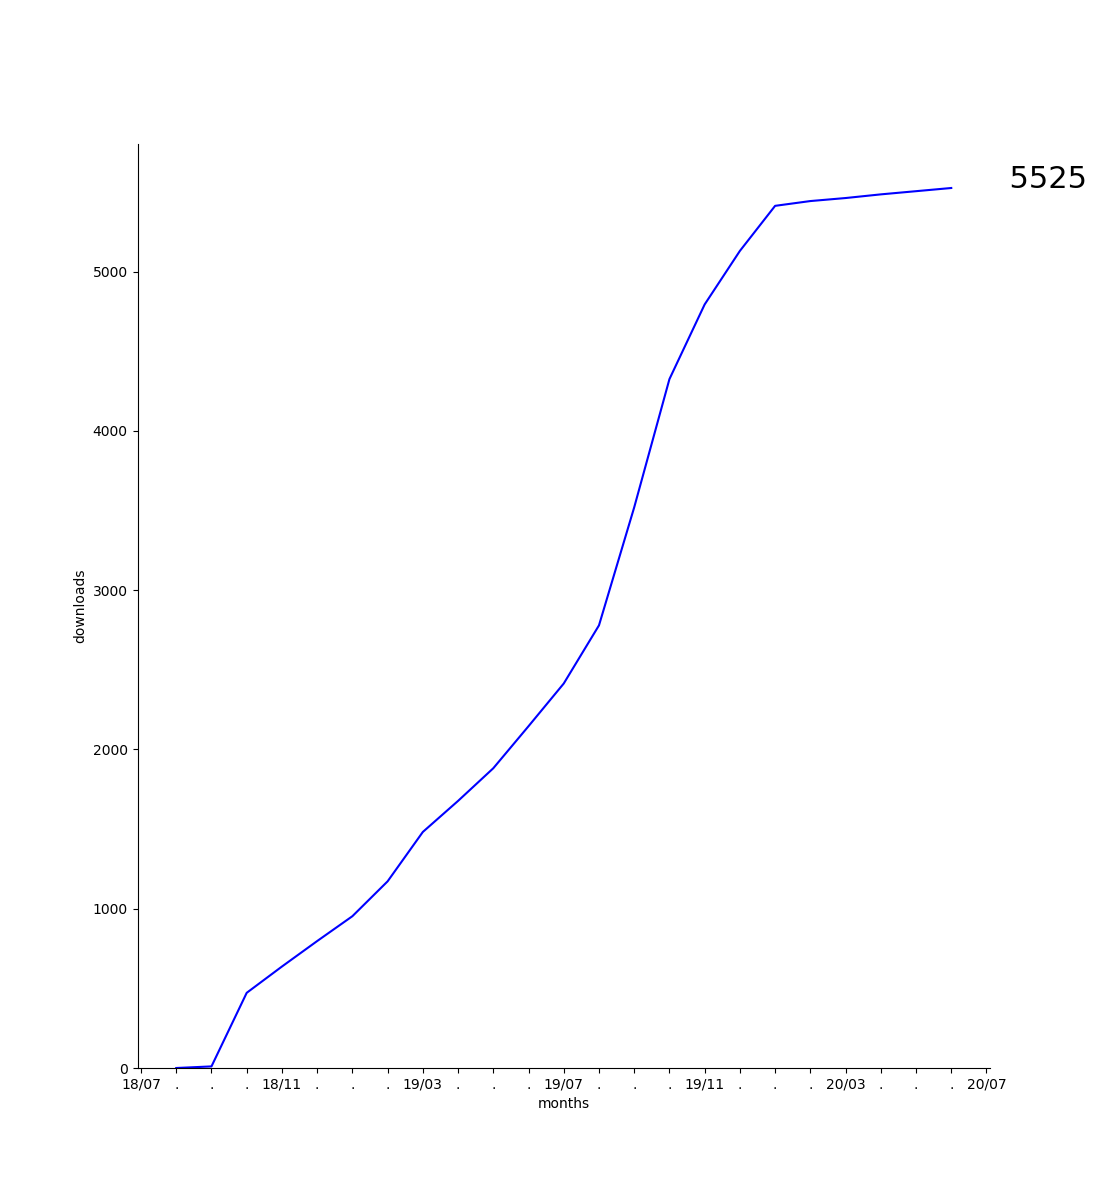 5525
5000
4000
3000
downloads
2000
1000
0
18/07 . . . 18/11 . . . 19/03 . . . 19/07 . . . 19/11 . . . 20/03 . . . 20/07
months